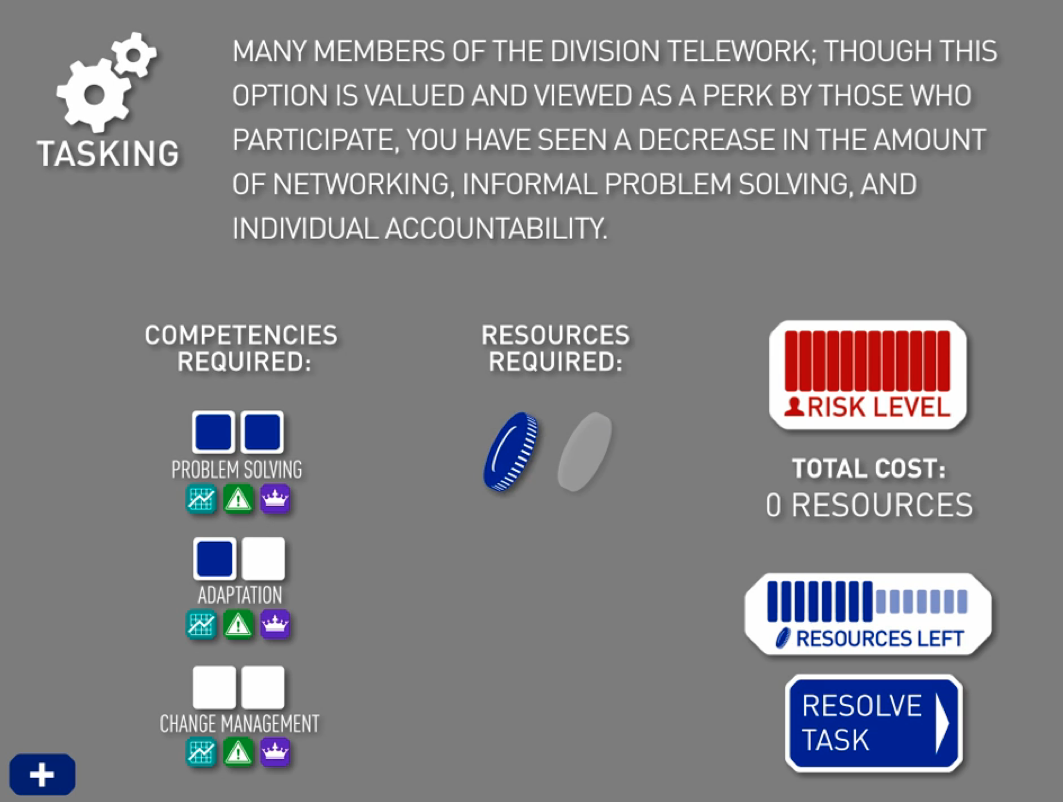 TASKING
MANY MEMBERS OF THE DIVISION TELEWORK; THOUGH THIS
OPTION IS VALUED AND VIEWED AS A PERK BY THOSE WHO
PARTICIPATE, YOU HAVE SEEN A DECREASE IN THE AMOUNT
OF NETWORKING, INFORMAL PROBLEM SOLVING, AND
INDIVIDUAL ACCOUNTABILITY.
COMPETENCIES
REQUIRED:
PROBLEM SOLVING
ADAPTATION
CHANGE MANAGEMENT
RESOURCES
REQUIRED:
RISK LEVEL
TOTAL COST:
0 RESOURCES
RESOURCES LEFT
RESOLVE
TASK
+